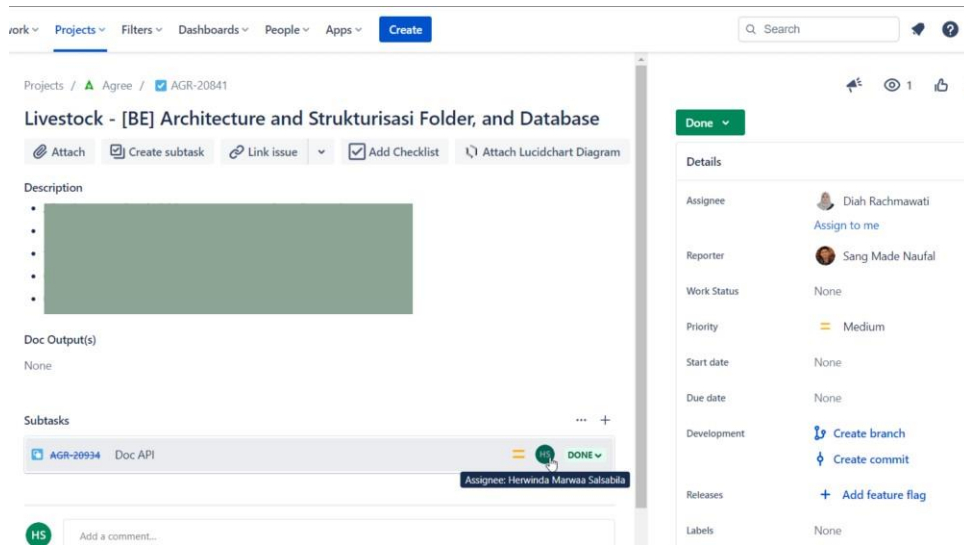 Projects Filters Dashboards People Apps Create Search
Projects / Agree / AGR-20841
1
Livestock - [BE] Architecture and Strukturisasi Folder, and Database
Attach Create subtask Link issue Add Checklist Attach Lucidchart Diagram
Description
Doc Output(s)
None
Subtasks
AGR-20934 Doc API HS DONE
Assignee: Herwinda Marwaa Salsabila
HS Add a comment...
Done
Details
Assignee Diah Rachmawati
Assign to me
Reporter Sang Made Naufal
Work Status None
Priority Medium
Start date None
Due date None
Development Create branch
Create commit
Releases + Add feature flag
Labels None